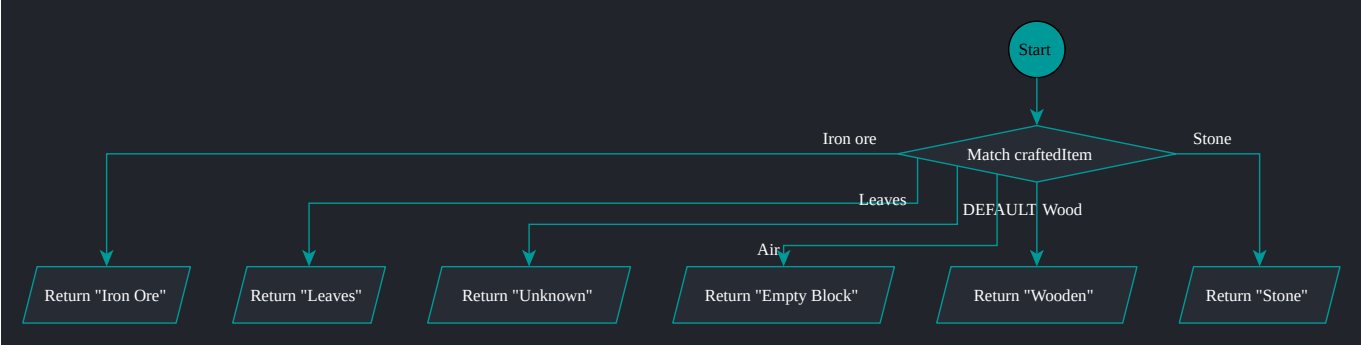 Start
Iron ore
Stone
Match craftedItem
Leaves
DEFAULT
Wood
Air
Return "Iron Ore"
Return "Leaves"
Return "Unknown"
Return "Empty Block"
Return "Wooden"
Return "Stone"